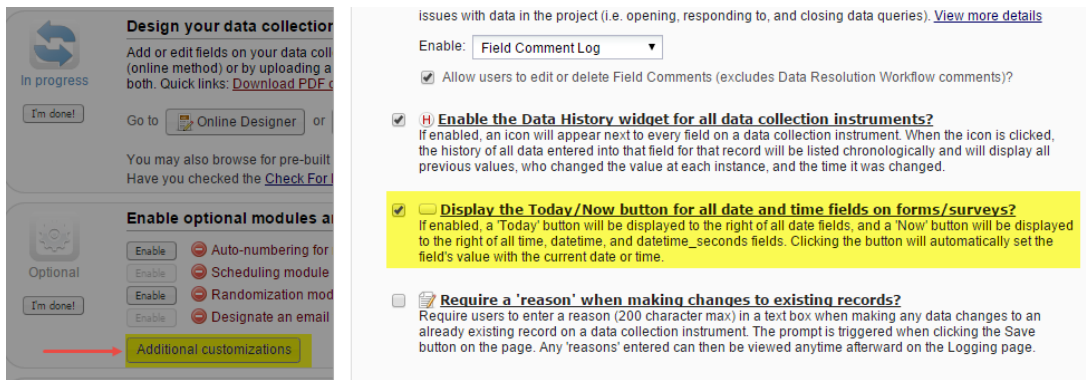 Design your data collection
Add or edit fields on your data coll
(online method) or by uploading a
both. Quick links: Download PDF
In progress
I'm done!
Go to Online Designer or
You may also browse for pre-built
Have you checked the Check For
Enable optional modules a
Enable Auto-numbering for
Enable Scheduling module
Optional
Enable Randomization mod
I'm done!
Enable Designate an email
Additional customizations
issues with data in the project (i.e. opening, responding to, and closing data queries). View more details
Enable: Field Comment Log
Allow users to edit or delete Field Comments (excludes Data Resolution Workflow comments)?
H Enable the Data History widget for all data collection instruments?
If enabled, an icon will appear next to every field on a data collection instrument. When the icon is clicked,
the history of all data entered into that field for that record will be listed chronologically and will display all
previous values, who changed the value at each instance, and the time it was changed.
Display the Today/Now button for all date and time fields on forms/surveys?
If enabled, a 'Today' button will be displayed to the right of all date fields, and a 'Now' button will be displayed
to the right of all time, datetime, and datetime_seconds fields. Clicking the button will automatically set the
field's value with the current date or time.
Require a 'reason' when making changes to existing records?
Require users to enter a reason (200 character max) in a text box when making any data changes to an
already existing record on a data collection instrument. The prompt is triggered when clicking the Save
button on the page. Any 'reasons' entered can then be viewed anytime afterward on the Logging page.